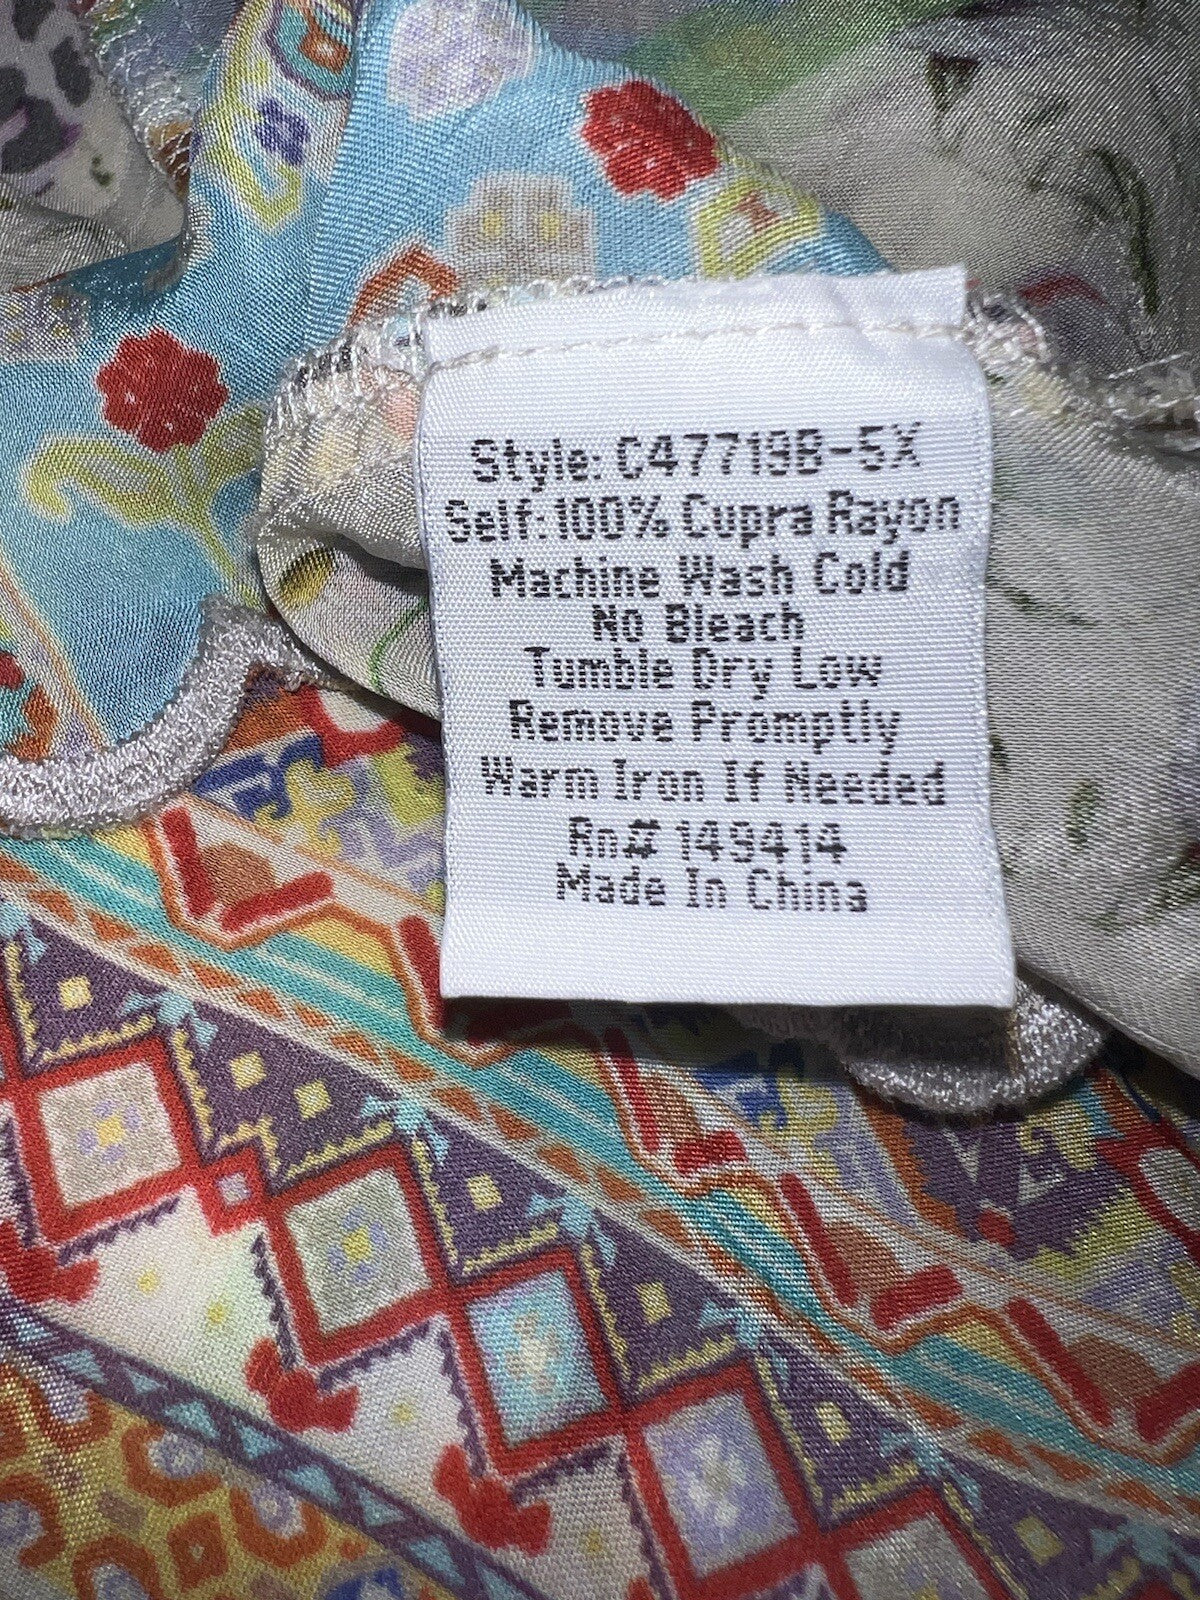 Style: C47719B-5X
Self: 100% Cupra Rayon
Machine Wash Cold
No Bleach
Tumble Dry Low
Remove Promptly
Warm Iron If Needed
Rn# 149414
Made In China